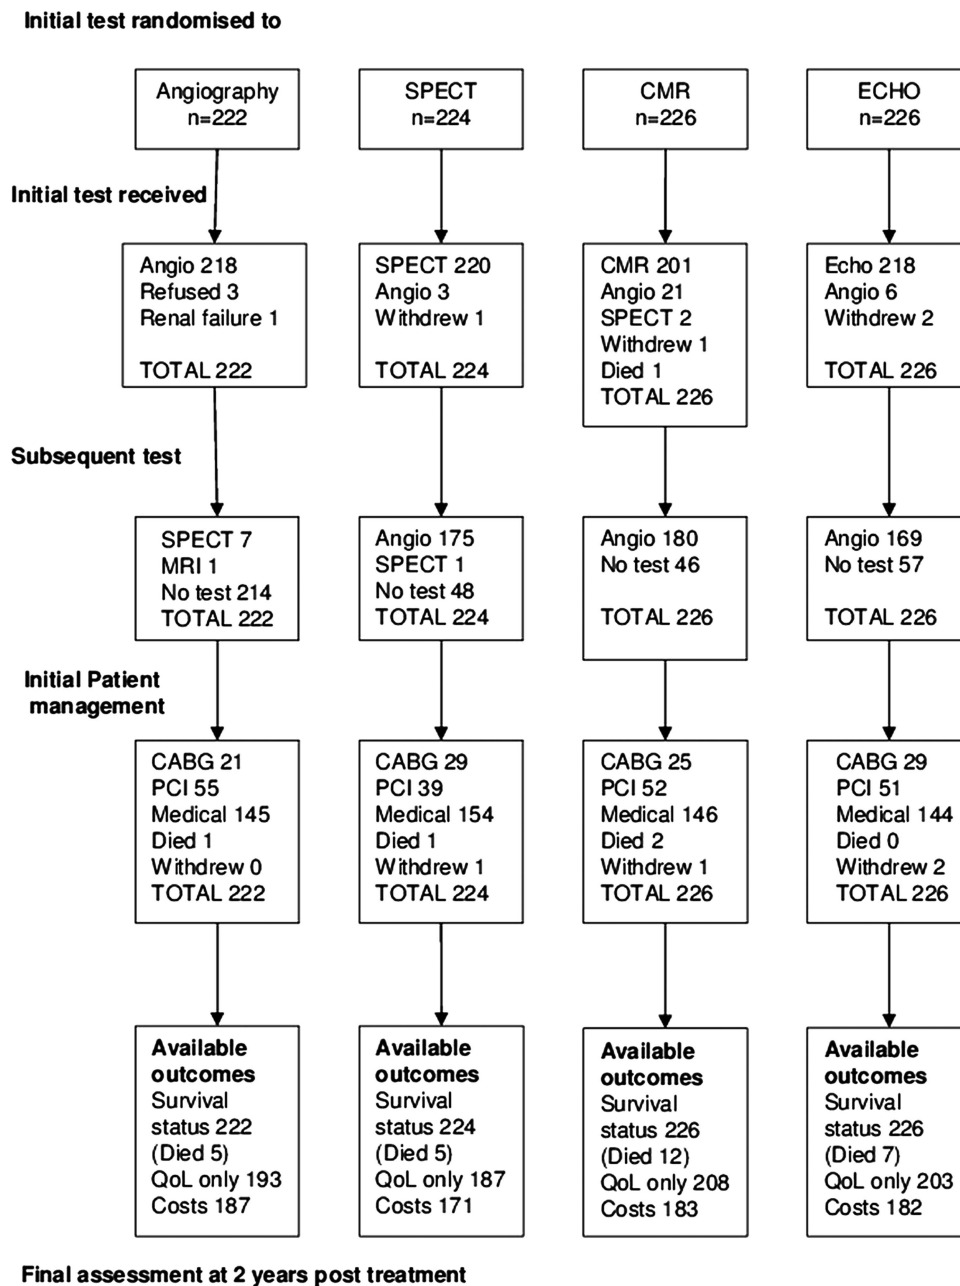 Initial test randomised to
Angiography
n=222
SPECT
n=224
CMR
n=226
ECHO
n=226
Initial test received
Angio 218
Refused 3
Renal failure 1
TOTAL 222
SPECT 220
Angio 3
Withdrew 1
TOTAL 224
CMR 201
Angio 21
SPECT 2
Withdrew 1
Died 1
TOTAL 226
Echo 218
Angio 6
Withdrew 2
TOTAL 226
Subsequent test
SPECT 7
MRI 1
No test 214
TOTAL 222
Angio 175
SPECT 1
No test 48
TOTAL 224
Angio 180
No test 46
TOTAL 226
Angio 169
No test 57
TOTAL 226
Initial Patient
management
CABG 21
PCI 55
Medical 145
Died 1
Withdrew 0
TOTAL 222
CABG 29
PCI 39
Medical 154
Died 1
Withdrew 1
TOTAL 224
CABG 25
PCI 52
Medical 146
Died 2
Withdrew 1
TOTAL 226
CABG 29
PCI 51
Medical 144
Died 0
Withdrew 2
TOTAL 226
Available
outcomes
Survival
status 222
(Died 5)
QoL only 193
Costs 187
Available
outcomes
Survival
status 224
(Died 5)
QoL only 187
Costs 171
Available
outcomes
Survival
status 226
(Died 12)
QoL only 208
Costs 183
Available
outcomes
Survival
status 226
(Died 7)
QoL only 203
Costs 182
Final assessment at 2 years post treatment